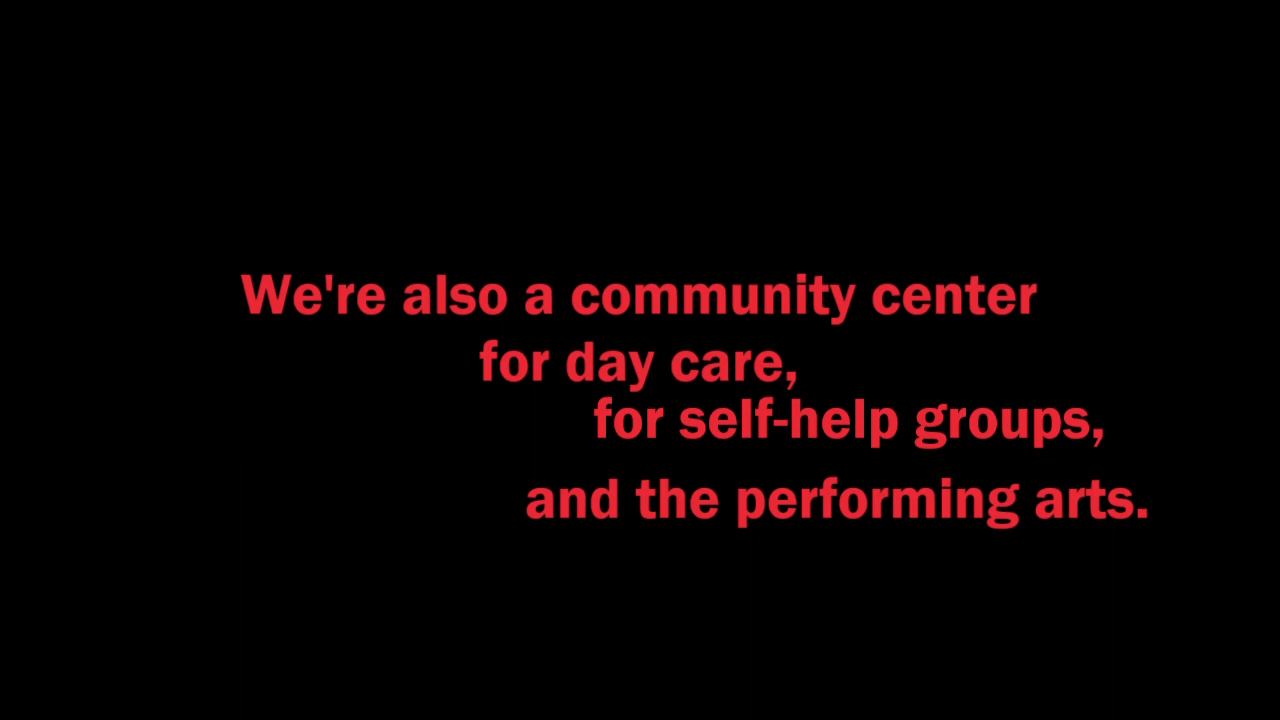 We're also a community center
for day care,
for self-help groups,
and the performing arts.